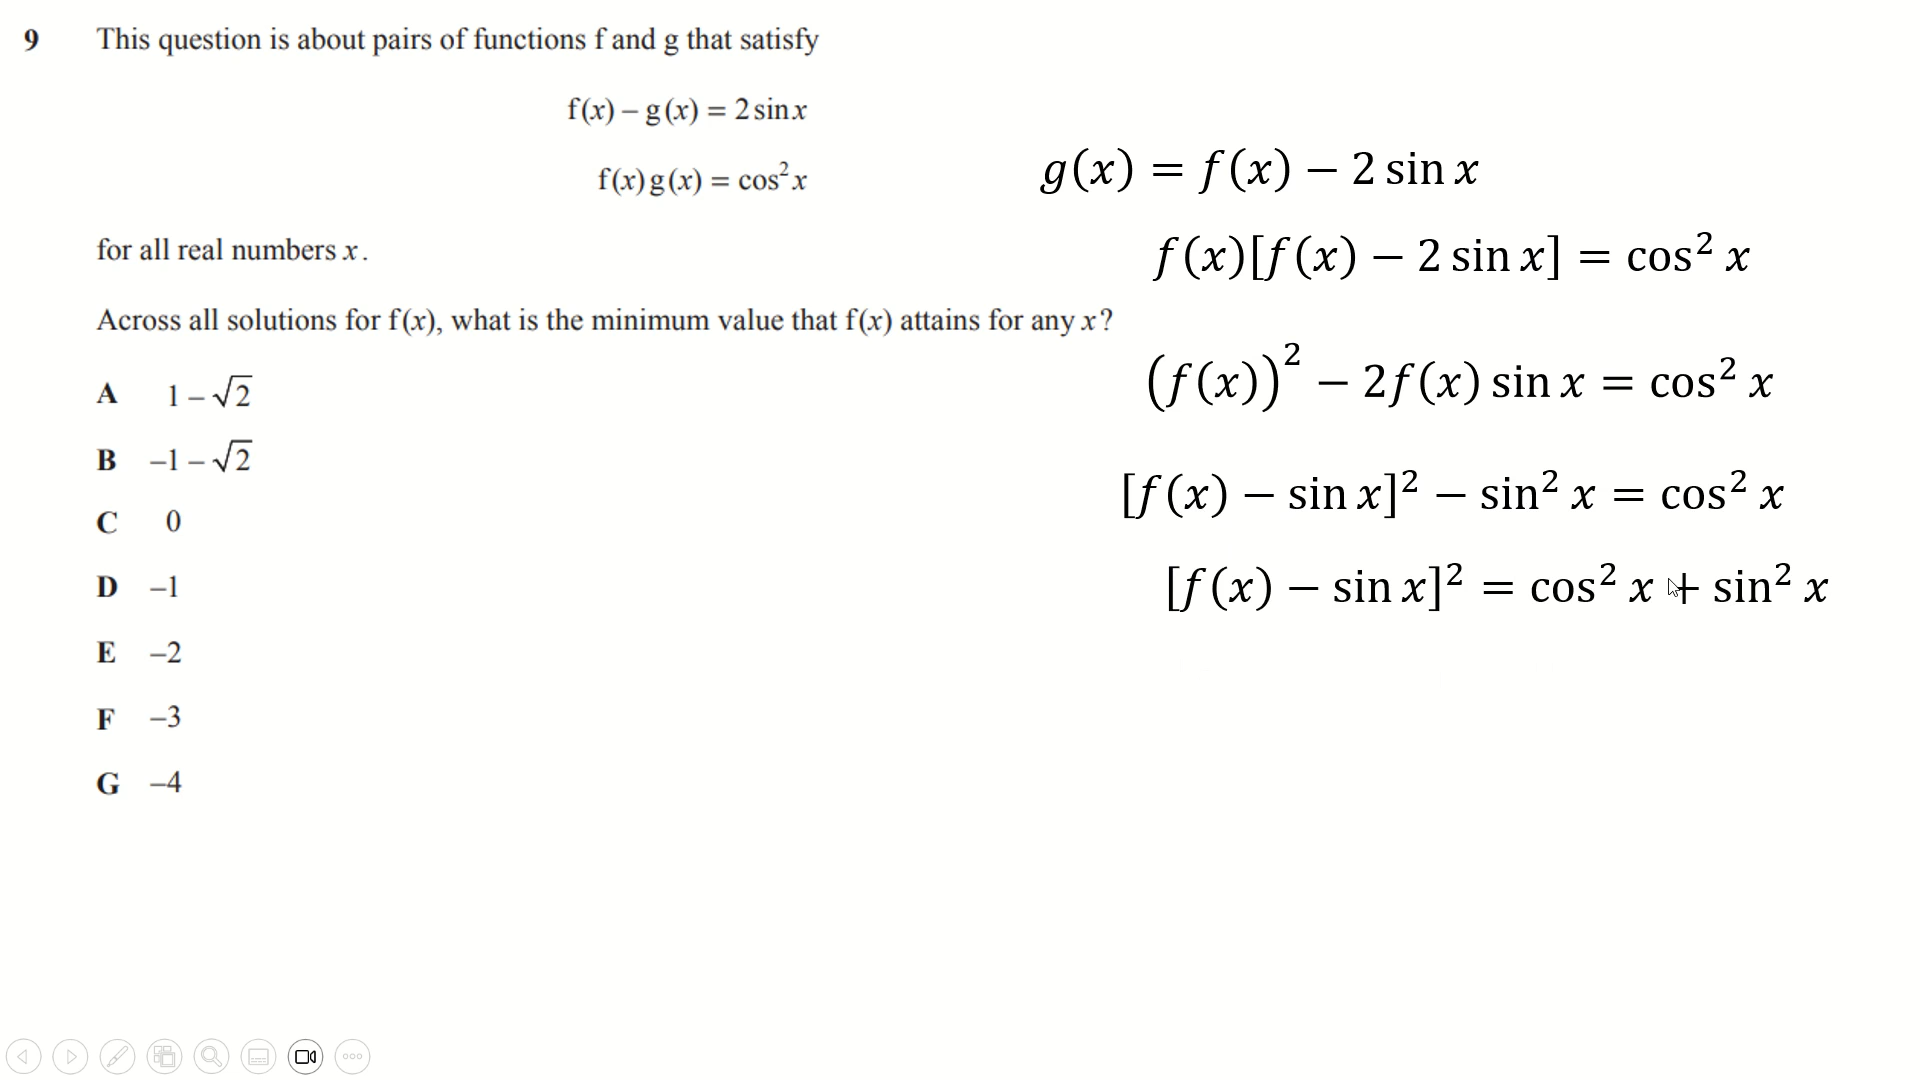 9 This question is about pairs of functions f and g that satisfy
f(x) – g(x) = 2 sin x
f(x)g(x) = cos² x
for all real numbers x.
Across all solutions for f(x), what is the minimum value that f(x) attains for any x?
A 1 – √2
B –1 – √2
C 0
D –1
E –2
F –3
G –4
g(x) = f(x) − 2 sin x
f(x)[f(x) − 2 sin x] = cos² x
(f(x))² − 2f(x) sin x = cos² x
[f(x) − sin x]² − sin² x = cos² x
[f(x) − sin x]² = cos² x + sin² x